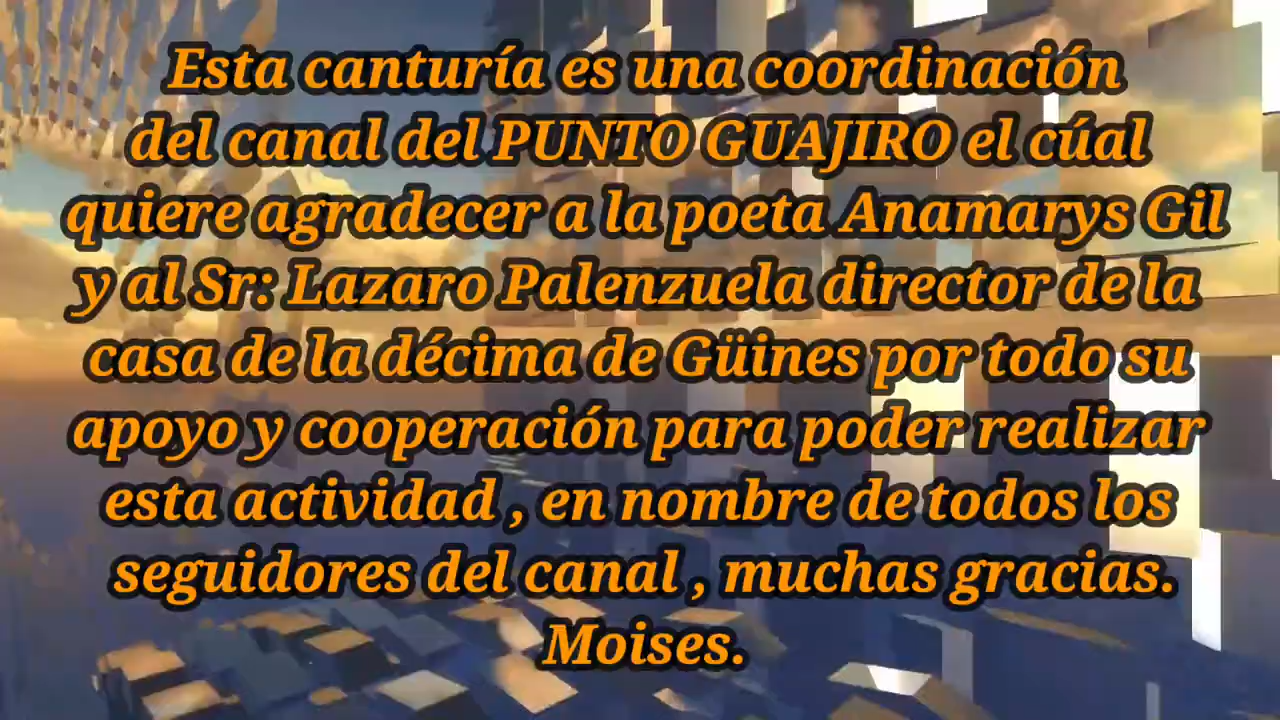 Esta canturía es una coordinación
del canal del PUNTO GUAJIRO el cúal
quiere agradecer a la poeta Anamarys Gil
y al Sr: Lazaro Palenzuela director de la
casa de la décima de Güines por todo su
apoyo y cooperación para poder realizar
esta actividad , en nombre de todos los
seguidores del canal , muchas gracias.
Moises.